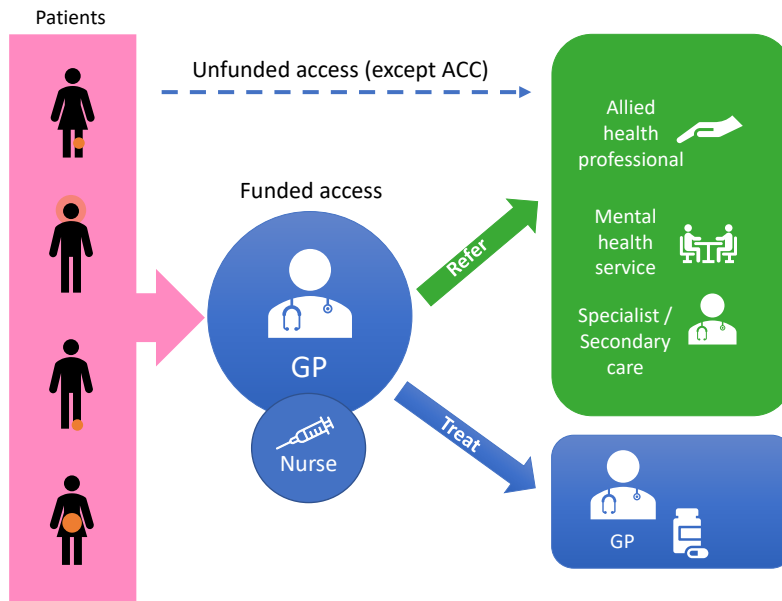 Patients
Unfunded access (except ACC)
Allied
health
professional
Funded access
Refer
Mental
health
service
GP
Specialist /
Secondary
care
Treat
Nurse
GP